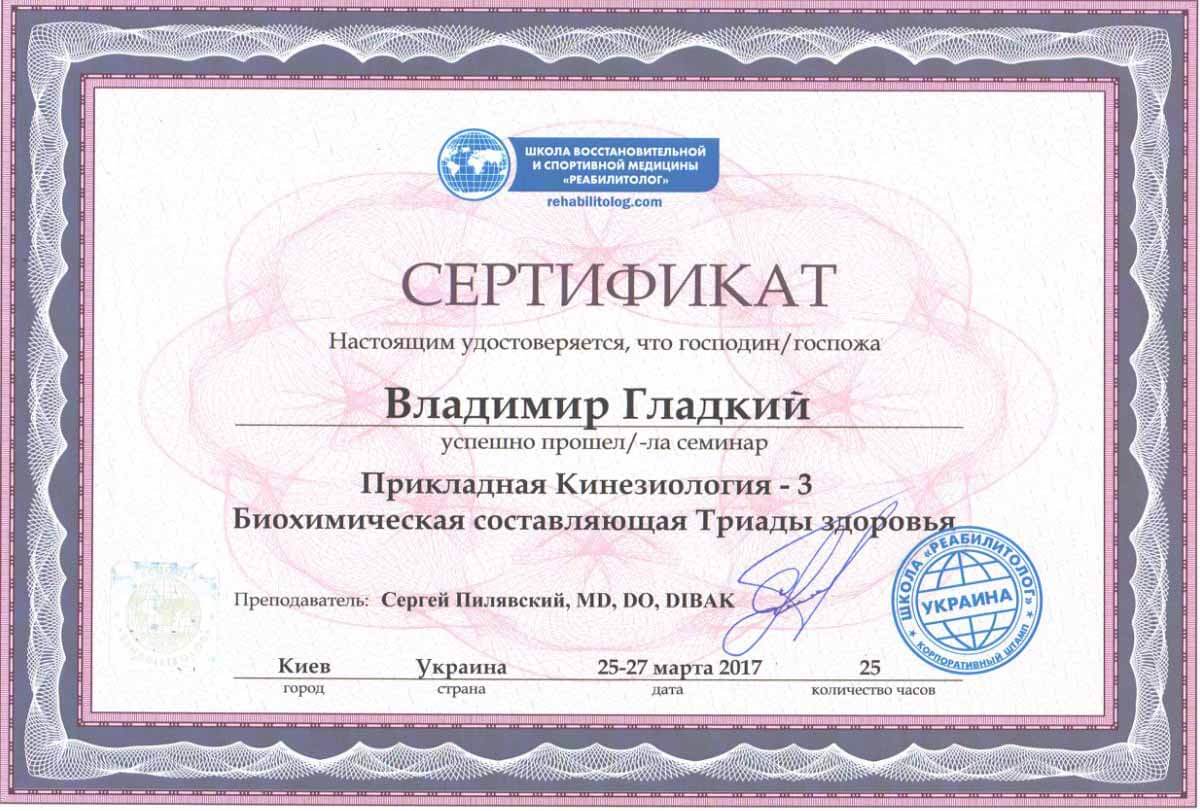 ШКОЛА ВОССТАНОВИТЕЛЬНОЙ
И СПОРТИВНОЙ МЕДИЦИНЫ
«РЕАБИЛИТОЛОГ»
rehabilitolog.com
СЕРТИФИКАТ
Настоящим удостоверяется, что господин/госпожа
Владимир Гладкий
успешно прошел/-ла семинар
Прикладная Кинезиология - 3
Биохимическая составляющая Триады здоровья
Преподаватель: Сергей Пилявский, MD, DO, DIBAK
ШКОЛА «РЕАБИЛИТОЛОГ»
УКРАИНА
* КОРПОРАТИВНЫЙ ШТАМП *
Киев Украина 25-27 марта 2017 25
город страна дата количество часов